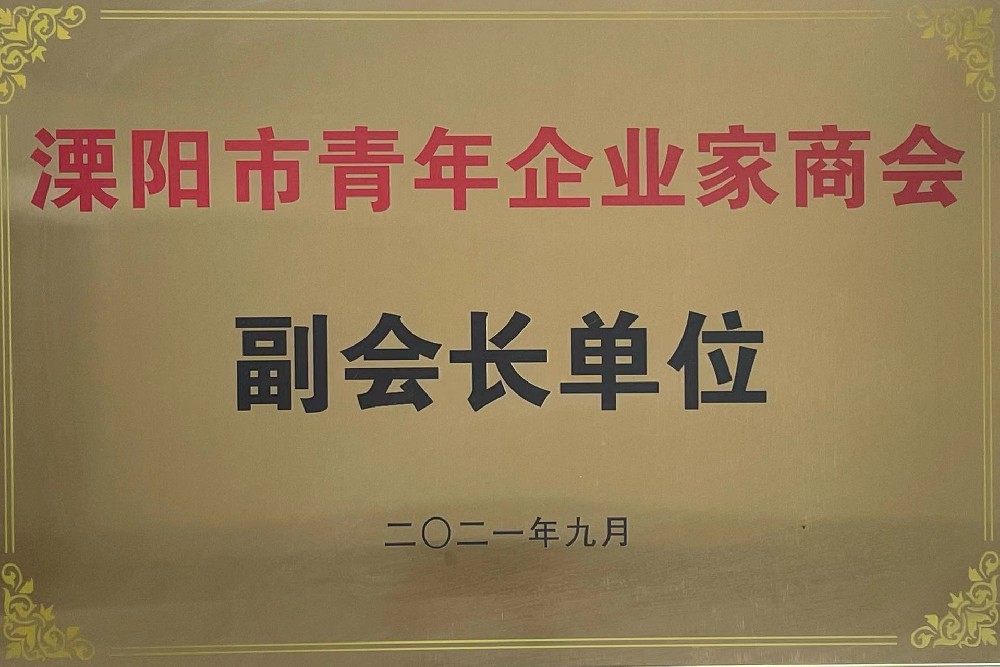 溧阳市青年企业家商会
副会长单位
二〇二一年九月